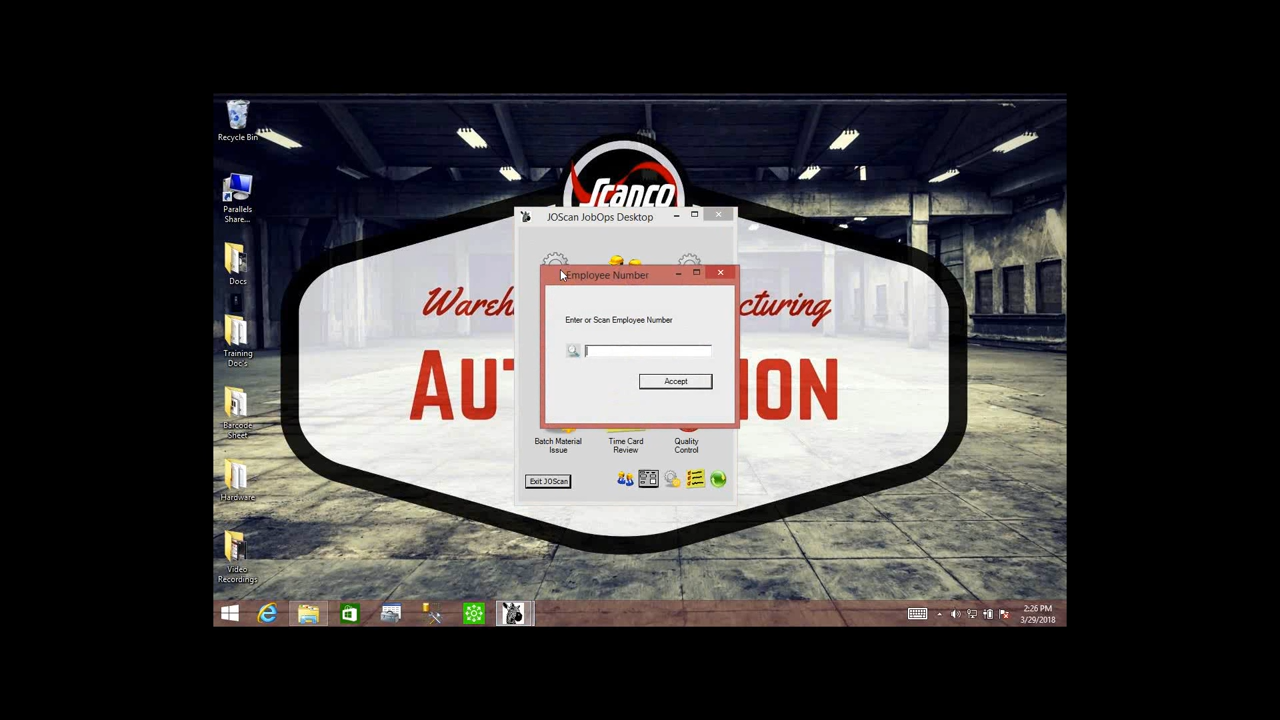 Recycle Bin
Parallels
Share...
Docs
Training
Doc's
Barcode
Sheet
Hardware
Video
Recordings
Scanco
JOScan JobOps Desktop
Employee Number
Enter or Scan Employee Number
Accept
Batch Material
Issue
Time Card
Review
Quality
Control
Exit JOScan
Wareh
cturing
AU
ION
2:26 PM
3/29/2018